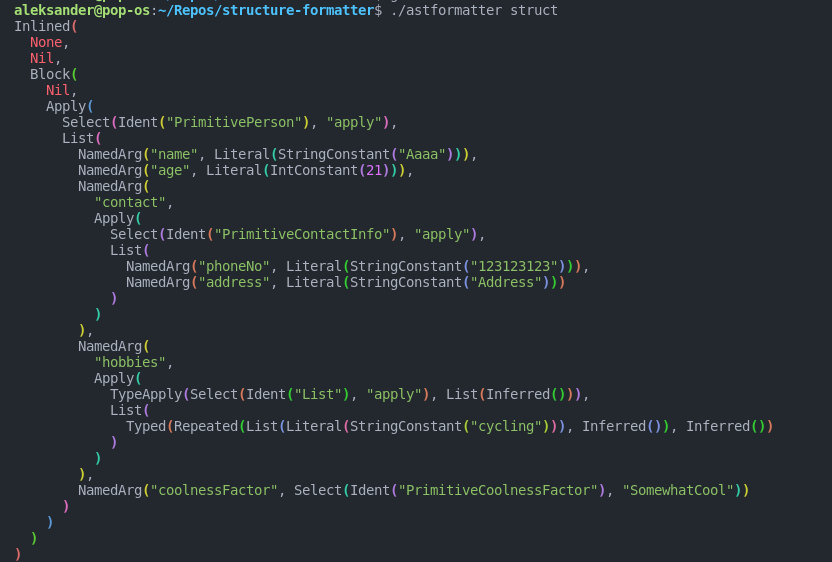 aleksander@pop-os:~/Repos/structure-formatter$ ./astformatter struct
Inlined(
  None,
  Nil,
  Block(
    Nil,
    Apply(
      Select(Ident("PrimitivePerson"), "apply"),
      List(
        NamedArg("name", Literal(StringConstant("Aaaa"))),
        NamedArg("age", Literal(IntConstant(21))),
        NamedArg(
          "contact",
          Apply(
            Select(Ident("PrimitiveContactInfo"), "apply"),
            List(
              NamedArg("phoneNo", Literal(StringConstant("123123123"))),
              NamedArg("address", Literal(StringConstant("Address")))
            )
          )
        ),
        NamedArg(
          "hobbies",
          Apply(
            TypeApply(Select(Ident("List"), "apply"), List(Inferred())),
            List(
              Typed(Repeated(List(Literal(StringConstant("cycling"))), Inferred()), Inferred())
            )
          )
        ),
        NamedArg("coolnessFactor", Select(Ident("PrimitiveCoolnessFactor"), "SomewhatCool"))
      )
    )
  )
)